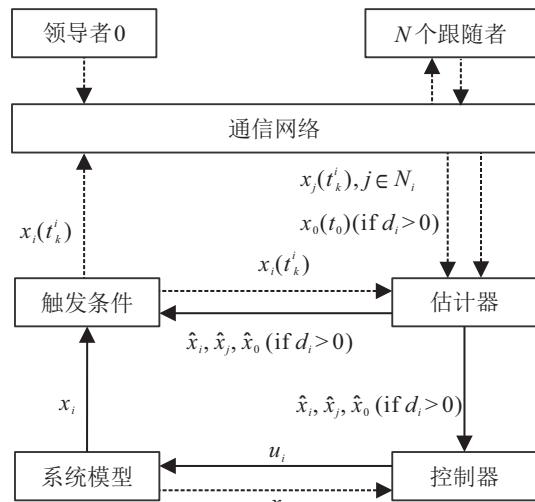 领导者0
N个跟随者
通信网络
x_j(t_k^i), j∈N_i
x_i(t_k^i)
x_0(t_0)(if d_i>0)
x_i(t_k^i)
触发条件
估计器
x̂_i, x̂_j, x̂_0 (if d_i>0)
x_i
x̂_i, x̂_j, x̂_0 (if d_i>0)
u_i
系统模型
控制器